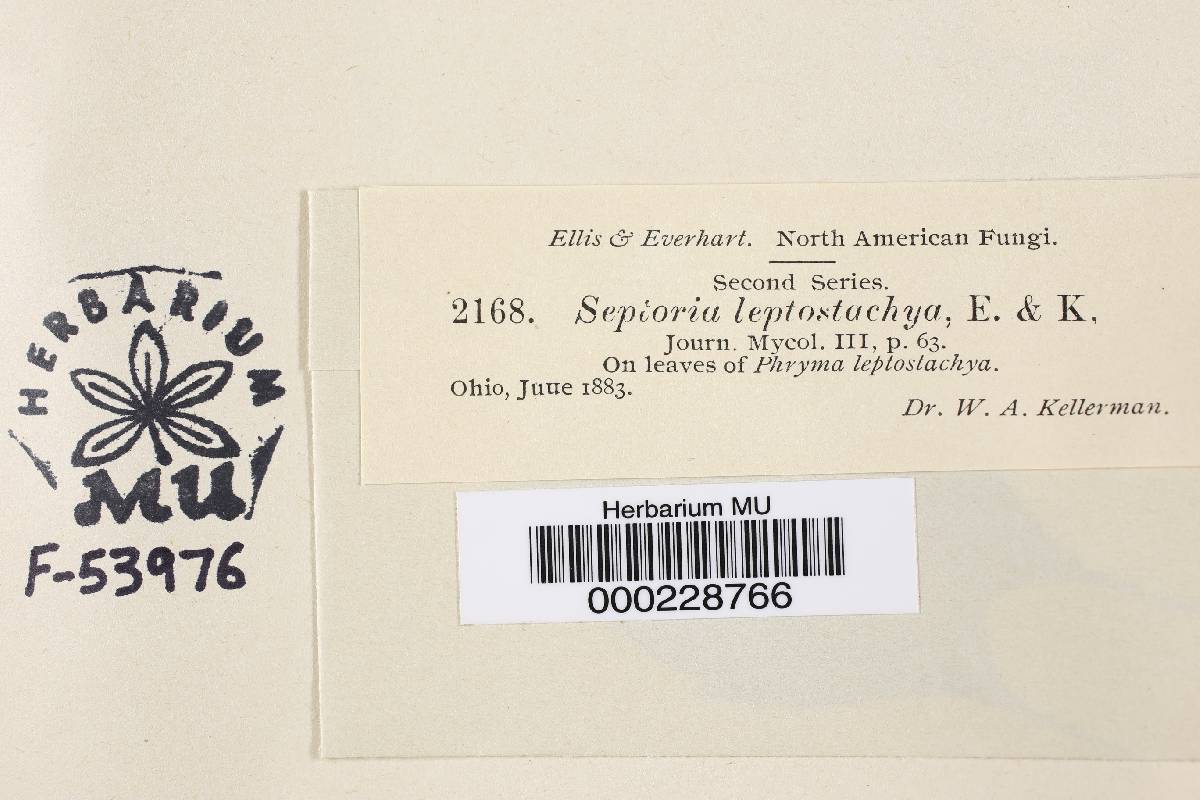 Ellis & Everhart. North American Fungi.
Second Series.
2168. Septoria leptostachya, E. & K.
Journ. Mycol. III, p. 63.
On leaves of Phryma leptostachya.
Ohio, June 1883.
Dr. W. A. Kellerman.
HERBARIUM
MU
F-53976
Herbarium MU
000228766